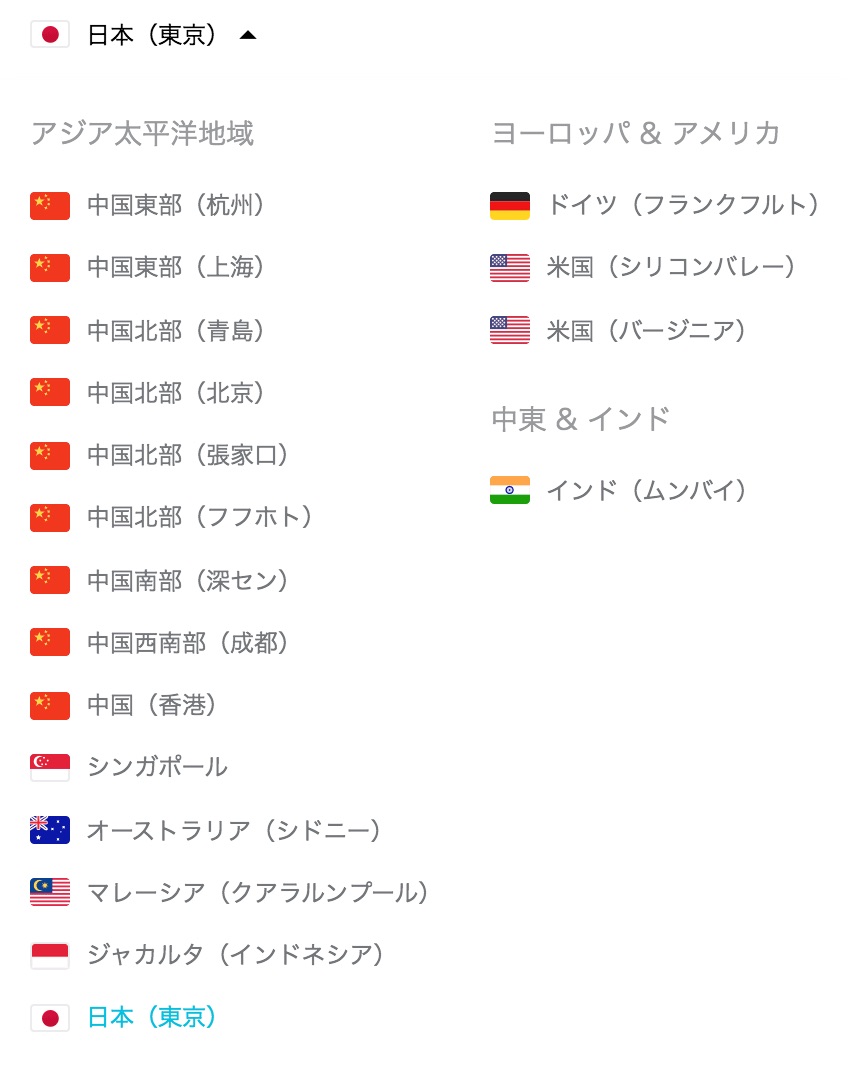 日本（東京）
アジア太平洋地域
中国東部（杭州）
中国東部（上海）
中国北部（青島）
中国北部（北京）
中国北部（張家口）
中国北部（フフホト）
中国南部（深セン）
中国西南部（成都）
中国（香港）
シンガポール
オーストラリア（シドニー）
マレーシア（クアラルンプール）
ジャカルタ（インドネシア）
日本（東京）
ヨーロッパ & アメリカ
ドイツ（フランクフルト）
米国（シリコンバレー）
米国（バージニア）
中東 & インド
インド（ムンバイ）